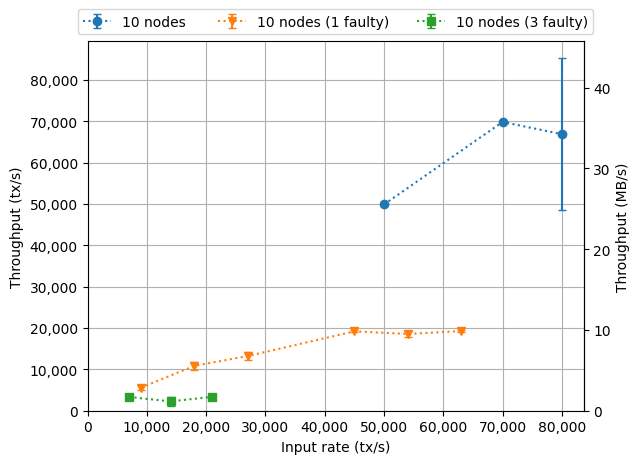 10 nodes 10 nodes (1 faulty) 10 nodes (3 faulty)
Throughput (tx/s)
80,000
70,000
60,000
50,000
40,000
30,000
20,000
10,000
0
40
30
20
10
0
Throughput (MB/s)
0 10,000 20,000 30,000 40,000 50,000 60,000 70,000 80,000
Input rate (tx/s)